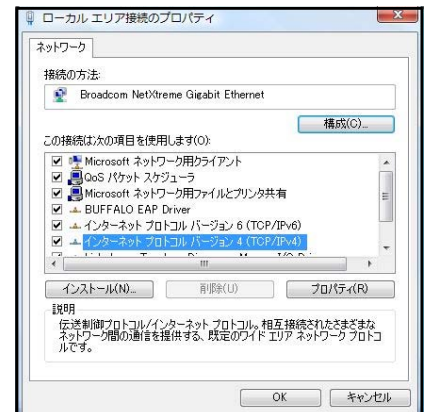 ローカル エリア接続のプロパティ
ネットワーク
接続の方法:
Broadcom NetXtreme Gigabit Ethernet
構成(C)...
この接続は次の項目を使用します(O):
Microsoft ネットワーク用クライアント
QoS パケット スケジューラ
Microsoft ネットワーク用ファイルとプリンタ共有
BUFFALO EAP Driver
インターネット プロトコル バージョン 6 (TCP/IPv6)
インターネット プロトコル バージョン 4 (TCP/IPv4)
インストール(N)...
削除(U)
プロパティ(R)
説明
伝送制御プロトコル/インターネット プロトコル。相互接続されたさまざまな
ネットワーク間の通信を提供する、既定のワイド エリア ネットワーク プロトコ
ルです。
OK
キャンセル